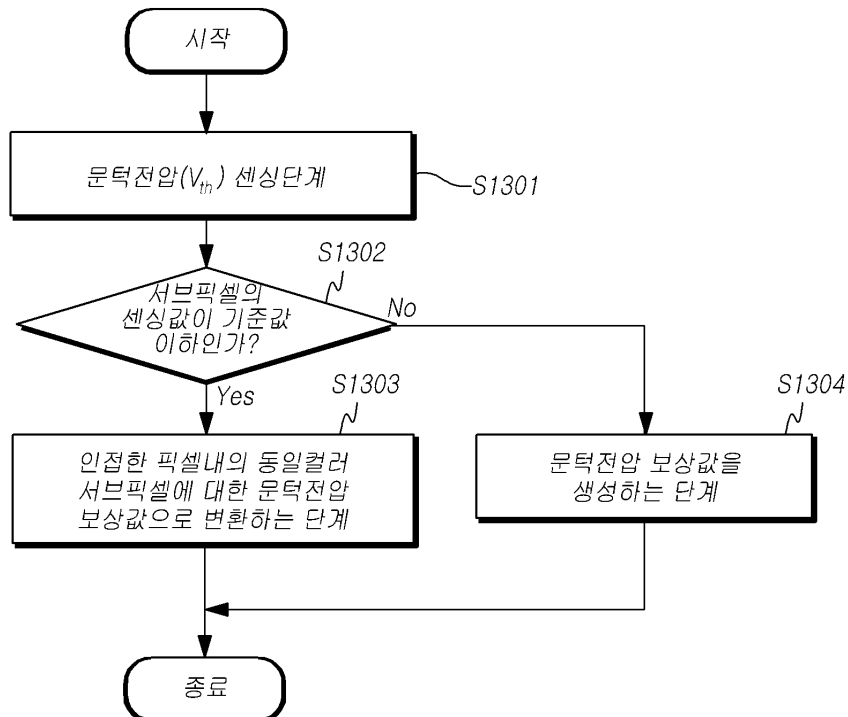 시작
문턱전압(Vth) 센싱단계
S1301
S1302
서브픽셀의
센싱값이 기준값
이하인가?
No
Yes
S1303
인접한 픽셀내의 동일컬러
서브픽셀에 대한 문턱전압
보상값으로 변환하는 단계
S1304
문턱전압 보상값을
생성하는 단계
종료